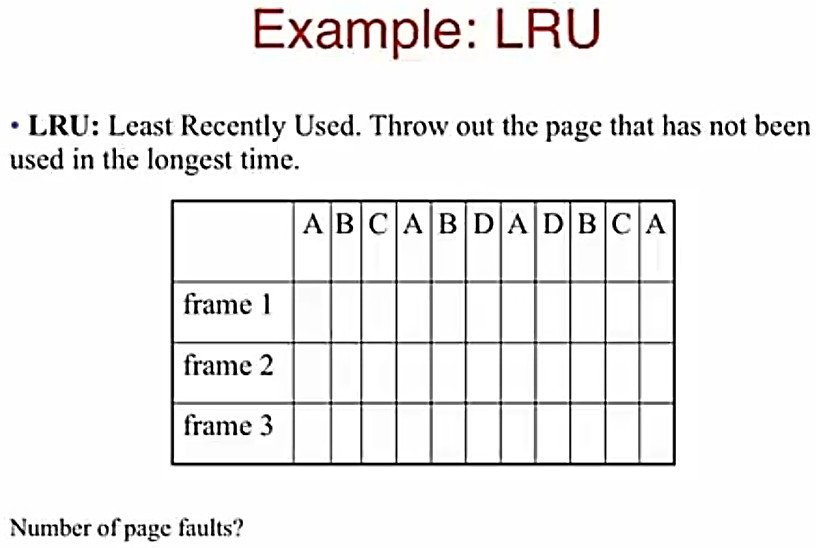 Example: LRU
• LRU: Least Recently Used. Throw out the page that has not been
used in the longest time.
A B C A B D A D B C A
frame 1
frame 2
frame 3
Number of page faults?